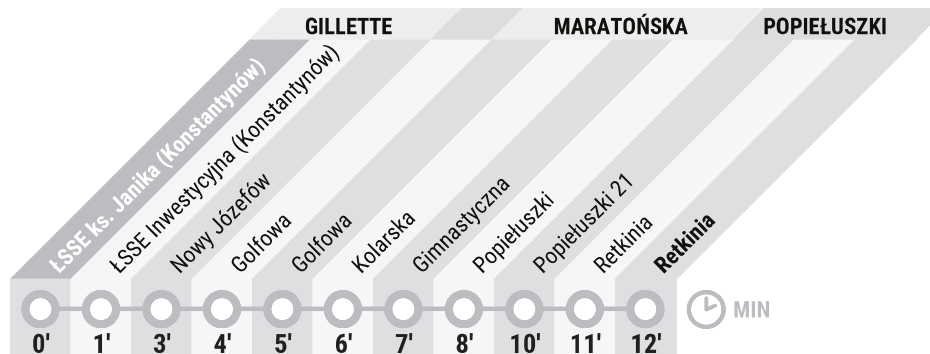 GILLETTE MARATOŃSKA POPIEŁUSZKI
ŁSSE ks. Janika (Konstantynów)
ŁSSE Inwestycyjna (Konstantynów)
Nowy Józefów
Golfowa
Golfowa
Kolarska
Gimnastyczna
Popiełuszki
Popiełuszki 21
Retkinia
Retkinia
MIN
0' 1' 3' 4' 5' 6' 7' 8' 10' 11' 12'